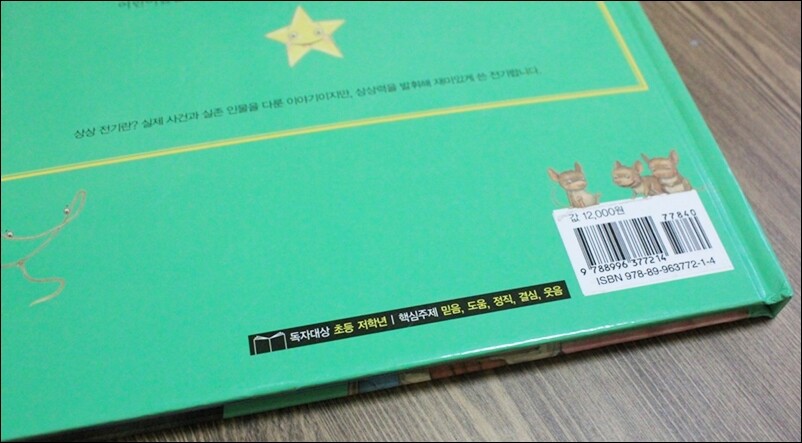 상상 전기란? 실제 사건과 실존 인물을 다룬 이야기이지만, 상상력을 발휘해 재미있게 쓴 전기랍니다.
값 12,000원
77840
9 788996 377214
ISBN 978-89-963772-1-4
독자대상 초등 저학년 | 핵심주제 믿음, 도움, 정직, 결심, 웃음